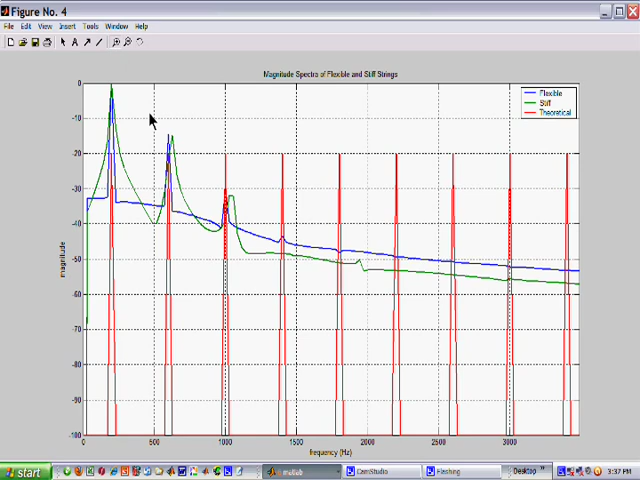 Figure No. 4
File Edit View Insert Tools Window Help
Magnitude Spectra of Flexible and Stiff Strings
Flexible
Stiff
Theoretical
0
-10
-20
-30
-40
-50
-60
-70
-80
-90
-100
magnitude
0 500 1000 1500 2000 2500 3000
frequency (Hz)
start
matlab
CamStudio
Flashing
Desktop
3:37 PM